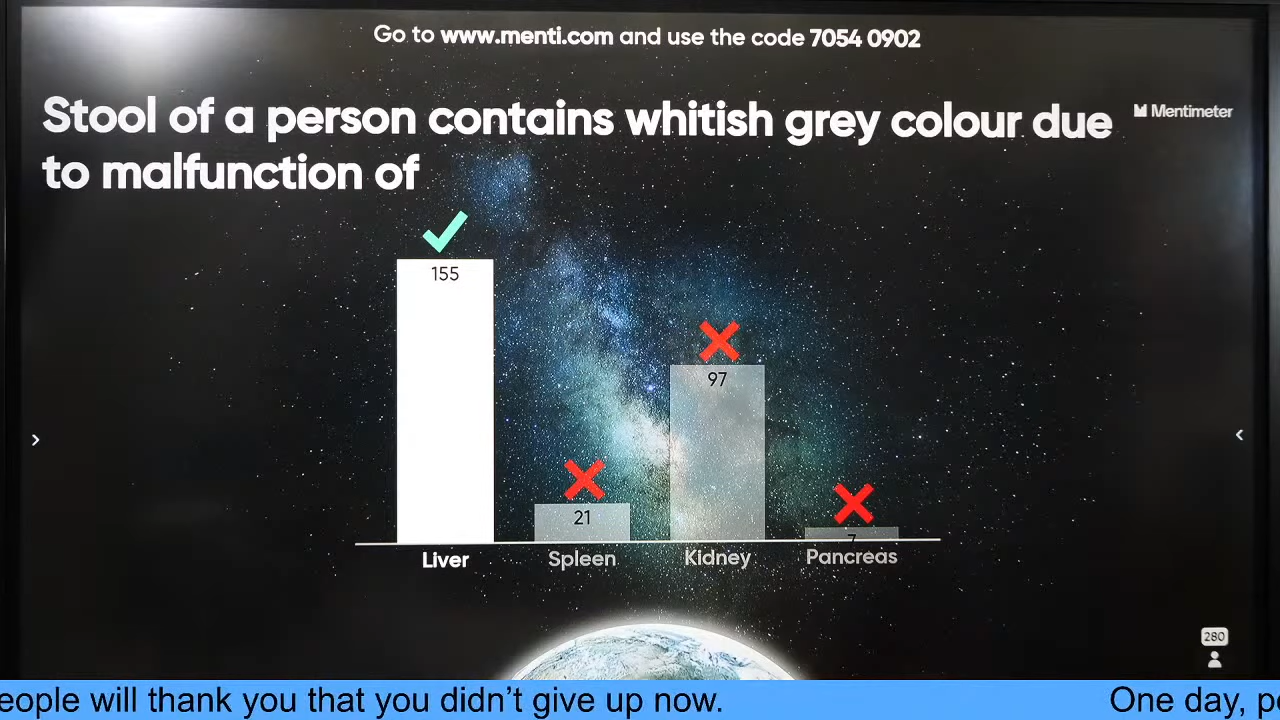 Go to www.menti.com and use the code 7054 0902
Stool of a person contains whitish grey colour due
to malfunction of
Mentimeter
155
21
97
7
Liver
Spleen
Kidney
Pancreas
280
eople will thank you that you didn't give up now.
One day, pe